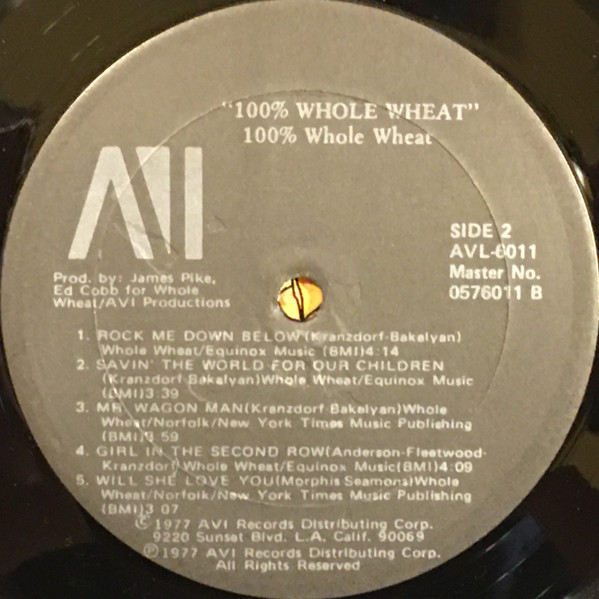 "100% WHOLE WHEAT"
100% Whole Wheat
AVI
SIDE 2
AVL-6011
Master No.
0576011 B
Prod. by: James Pike,
Ed Cobb for Whole
Wheat/AVI Productions
1. ROCK ME DOWN BELOW(Kranzdorf-Bakalyan)
Whole Wheat/Equinox Music (BMI)4:14
2. SAVIN' THE WORLD FOR OUR CHILDREN
(Kranzdorf Bakalyan)Whole Wheat/Equinox Music
(BMI)3:39
3. MR. WAGON MAN(Kranzdorf Bakalyan)Whole
Wheat/Norfolk/New York Times Music Publishing
(BMI)3:59
4. GIRL IN THE SECOND ROW(Anderson-Fleetwood-
Kranzdorf)Whole Wheat/Equinox Music(BMI)4:09
5. WILL SHE LOVE YOU(Morphis Seamons)Whole
Wheat/Norfolk/New York Times Music Publishing
(BMI)3 07
©1977 AVI Records Distributing Corp.
9220 Sunset Blvd. L.A. Calif. 90069
℗1977 AVI Records Distributing Corp.
All Rights Reserved